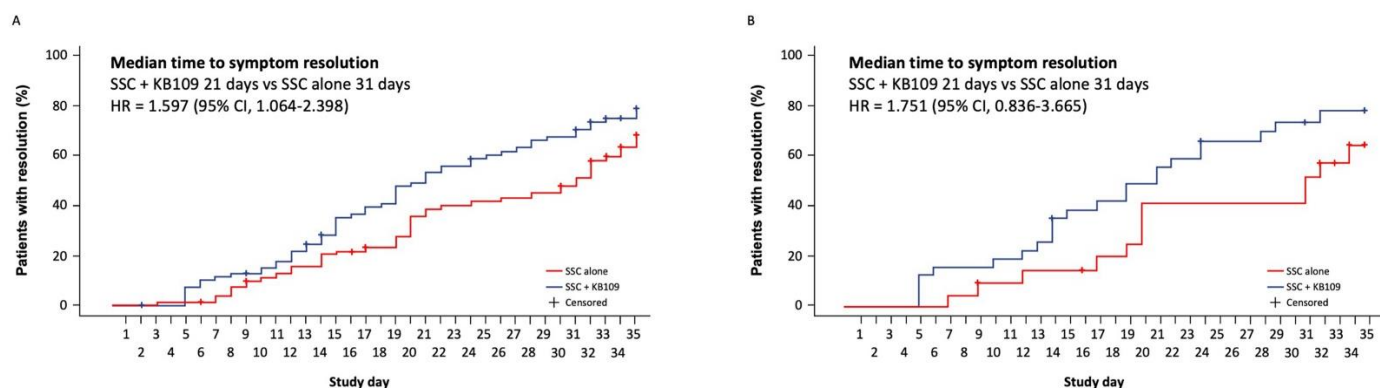 A
Median time to symptom resolution
SSC + KB109 21 days vs SSC alone 31 days
HR = 1.597 (95% CI, 1.064-2.398)
Patients with resolution (%)
100
80
60
40
20
0
SSC alone
SSC + KB109
Censored
1 3 5 7 9 11 13 15 17 19 21 23 25 27 29 31 33 35
2 4 6 8 10 12 14 16 18 20 22 24 26 28 30 32 34
Study day
B
Median time to symptom resolution
SSC + KB109 21 days vs SSC alone 31 days
HR = 1.751 (95% CI, 0.836-3.665)
Patients with resolution (%)
100
80
60
40
20
0
SSC alone
SSC + KB109
Censored
1 3 5 7 9 11 13 15 17 19 21 23 25 27 29 31 33 35
2 4 6 8 10 12 14 16 18 20 22 24 26 28 30 32 34
Study day